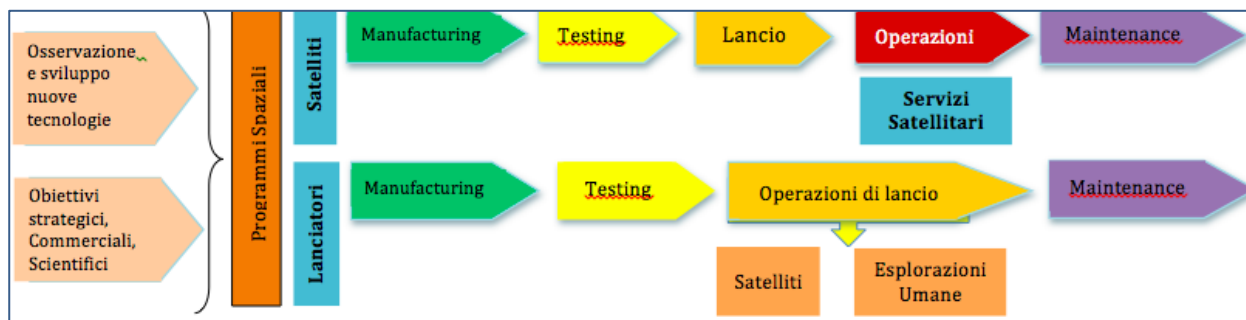 Osservazione
e sviluppo
nuove
tecnologie
Obiettivi
strategici,
Commerciali,
Scientifici
Programmi Spaziali
Satelliti
Manufacturing
Testing
Lancio
Operazioni
Maintenance
Servizi
Satellitari
Lanciatori
Manufacturing
Testing
Operazioni di lancio
Maintenance
Satelliti
Esplorazioni
Umane